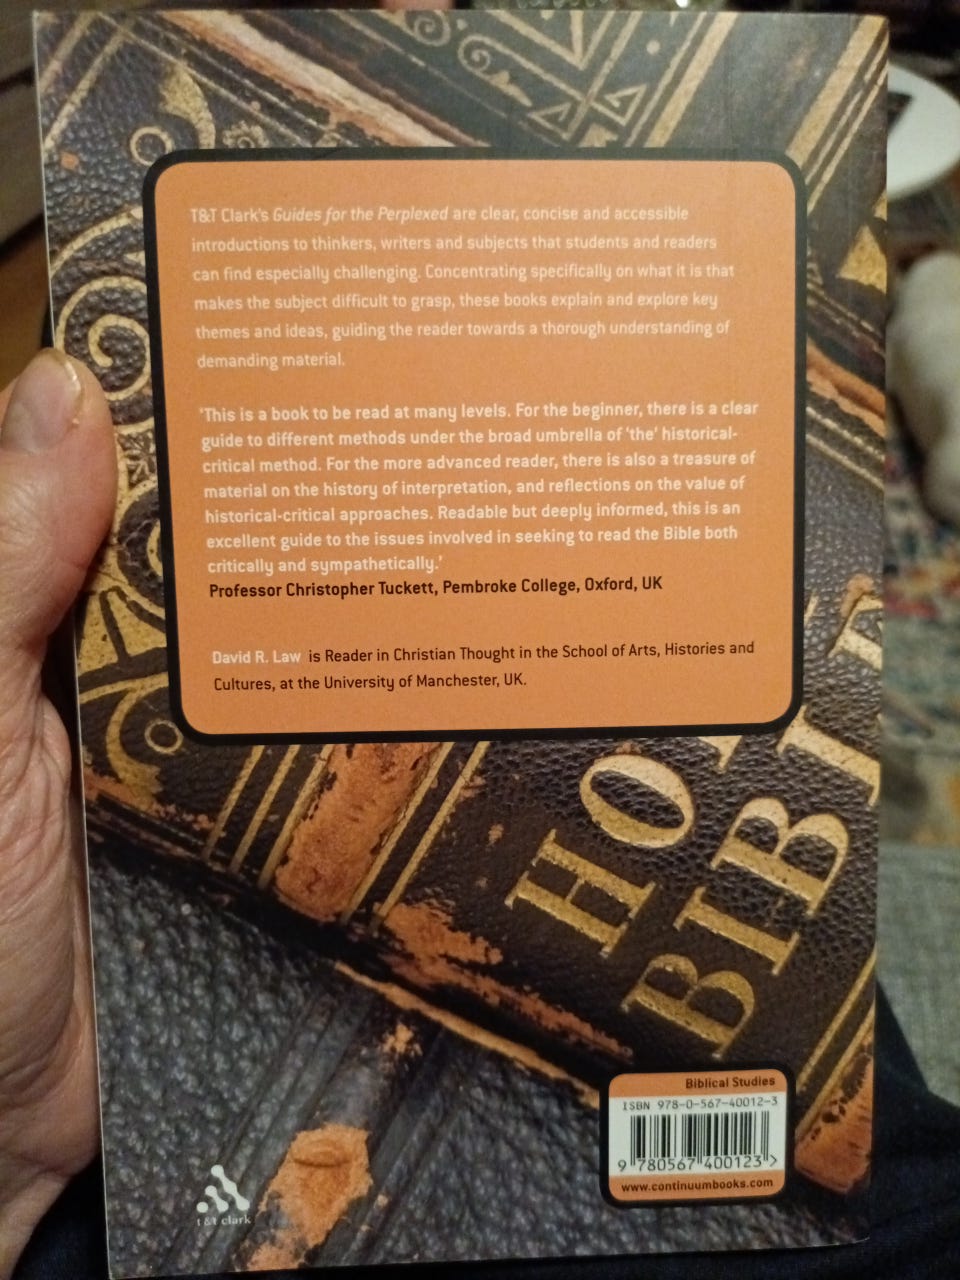 T&T Clark's Guides for the Perplexed are clear, concise and accessible
introductions to thinkers, writers and subjects that students and readers
can find especially challenging. Concentrating specifically on what it is that
makes the subject difficult to grasp, these books explain and explore key
themes and ideas, guiding the reader towards a thorough understanding of
demanding material.
'This is a book to be read at many levels. For the beginner, there is a clear
guide to different methods under the broad umbrella of 'the' historical-
critical method. For the more advanced reader, there is also a treasure of
material on the history of interpretation, and reflections on the value of
historical-critical approaches. Readable but deeply informed, this is an
excellent guide to the issues involved in seeking to read the Bible both
critically and sympathetically.'
Professor Christopher Tuckett, Pembroke College, Oxford, UK
David R. Law is Reader in Christian Thought in the School of Arts, Histories and
Cultures, at the University of Manchester, UK.
HO
BIBLE
Biblical Studies
ISBN 978-0-567-40012-3
9 780567 400123 >
www.continuumbooks.com
t&t clark